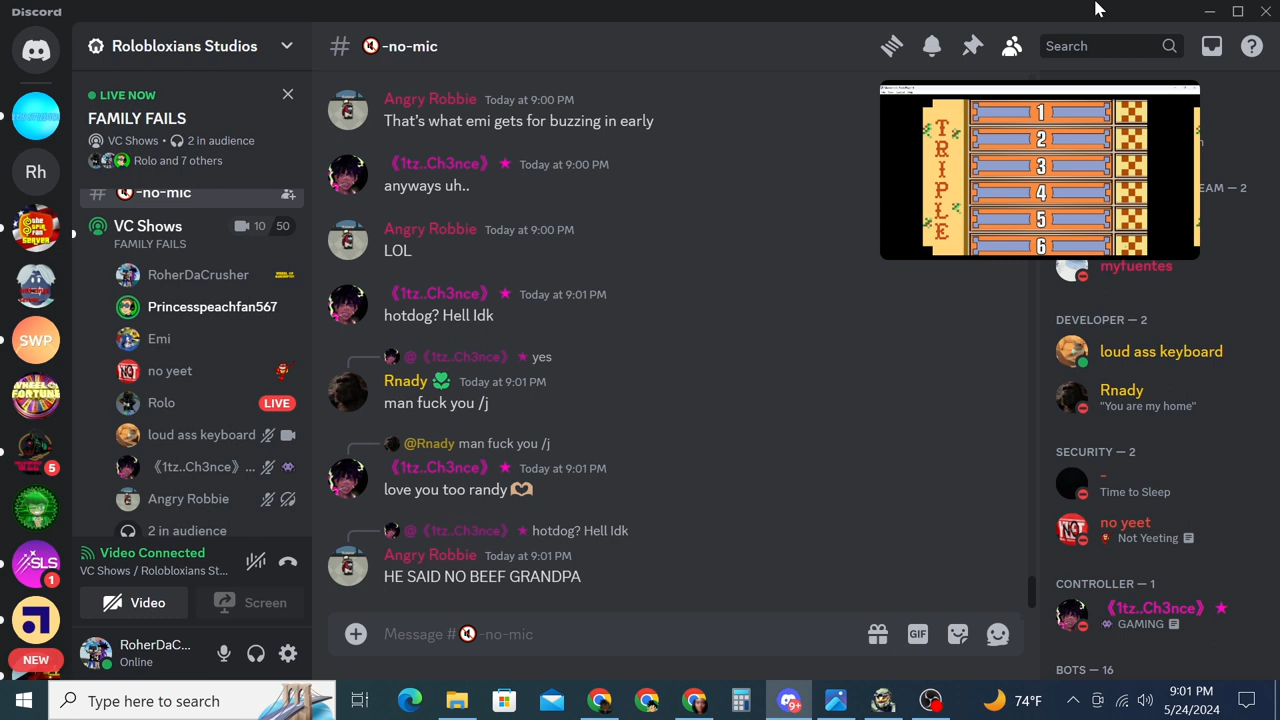 Discord
Rolobloxians Studios
LIVE NOW
FAMILY FAILS
VC Shows • 2 in audience
Rolo and 7 others
Rh
-no-mic
VC Shows 10 50
FAMILY FAILS
RoherDaCrusher
Princesspeachfan567
Emi
no yeet
Rolo LIVE
SWP
loud ass keyboard
《1tz..Ch3nce》 ...
5
Angry Robbie
2 in audience
Video Connected
VC Shows / Rolobloxians St...
1
Video Screen
RoherDaC...
Online
NEW
# -no-mic
Search
Angry Robbie Today at 9:00 PM
That's what emi gets for buzzing in early
《1tz..Ch3nce》 ★ Today at 9:00 PM
anyways uh..
Angry Robbie Today at 9:00 PM
LOL
《1tz..Ch3nce》 ★ Today at 9:01 PM
hotdog? Hell Idk
@《1tz..Ch3nce》 ★ yes
Rnady Today at 9:01 PM
man fuck you /j
@Rnady man fuck you /j
《1tz..Ch3nce》 ★ Today at 9:01 PM
love you too randy
@《1tz..Ch3nce》 ★ hotdog? Hell Idk
Angry Robbie Today at 9:01 PM
HE SAID NO BEEF GRANDPA
Message # -no-mic
GIF
TRIPLE
1
2
3
4
5
6
EAM — 2
myfuentes
DEVELOPER — 2
loud ass keyboard
Rnady
"You are my home"
SECURITY — 2
-
Time to Sleep
no yeet
Not Yeeting
CONTROLLER — 1
《1tz..Ch3nce》 ★
GAMING
BOTS — 16
Type here to search
9+
74°F
9:01 PM
5/24/2024